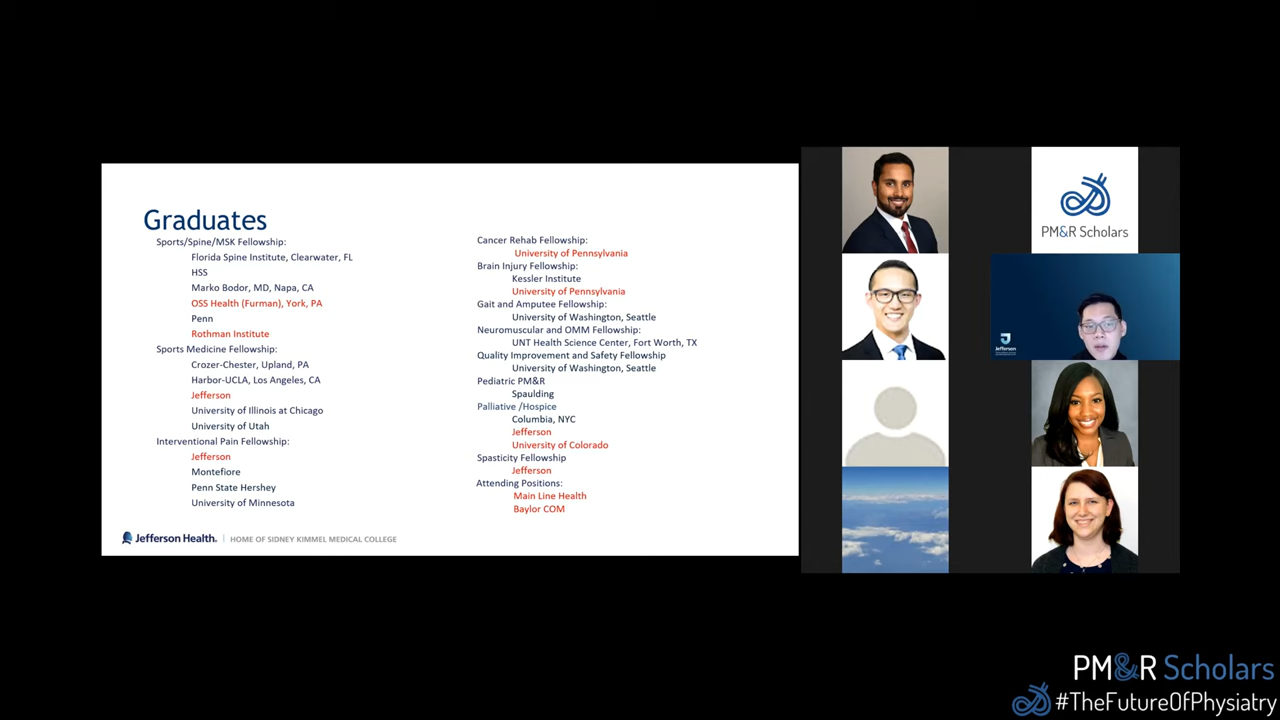 Graduates
Sports/Spine/MSK Fellowship:
Florida Spine Institute, Clearwater, FL
HSS
Marko Bodor, MD, Napa, CA
OSS Health (Furman), York, PA
Penn
Rothman Institute
Sports Medicine Fellowship:
Crozer-Chester, Upland, PA
Harbor-UCLA, Los Angeles, CA
Jefferson
University of Illinois at Chicago
University of Utah
Interventional Pain Fellowship:
Jefferson
Montefiore
Penn State Hershey
University of Minnesota
Cancer Rehab Fellowship:
University of Pennsylvania
Brain Injury Fellowship:
Kessler Institute
University of Pennsylvania
Gait and Amputee Fellowship:
University of Washington, Seattle
Neuromuscular and OMM Fellowship:
UNT Health Science Center, Fort Worth, TX
Quality Improvement and Safety Fellowship
University of Washington, Seattle
Pediatric PM&R
Spaulding
Palliative /Hospice
Columbia, NYC
Jefferson
University of Colorado
Spasticity Fellowship
Jefferson
Attending Positions:
Main Line Health
Baylor COM
Jefferson Health. | HOME OF SIDNEY KIMMEL MEDICAL COLLEGE
PM&R Scholars
Jefferson
PM&R Scholars
#TheFutureOfPhysiatry